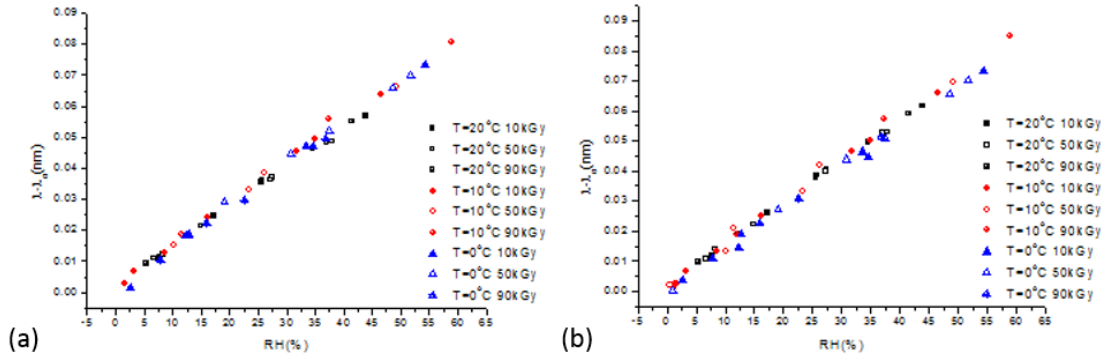 0.09
0.08
0.07
0.06
0.05
0.04
0.03
0.02
0.01
0.00
λ-λₙ(nm)
T=20°C 10kGy
T=20°C 50kGy
T=20°C 90kGy
T=10°C 10kGy
T=10°C 50kGy
T=10°C 90kGy
T=0°C 10kGy
T=0°C 50kGy
T=0°C 90kGy
-5 0 5 10 15 20 25 30 35 40 45 50 55 60 65
RH(%)
(a)
0.09
0.08
0.07
0.06
0.05
0.04
0.03
0.02
0.01
0.00
λ-λₙ(nm)
T=20°C 10kGy
T=20°C 50kGy
T=20°C 90kGy
T=10°C 10kGy
T=10°C 50kGy
T=10°C 90kGy
T=0°C 10kGy
T=0°C 50kGy
T=0°C 90kGy
-5 0 5 10 15 20 25 30 35 40 45 50 55 60 65
RH(%)
(b)